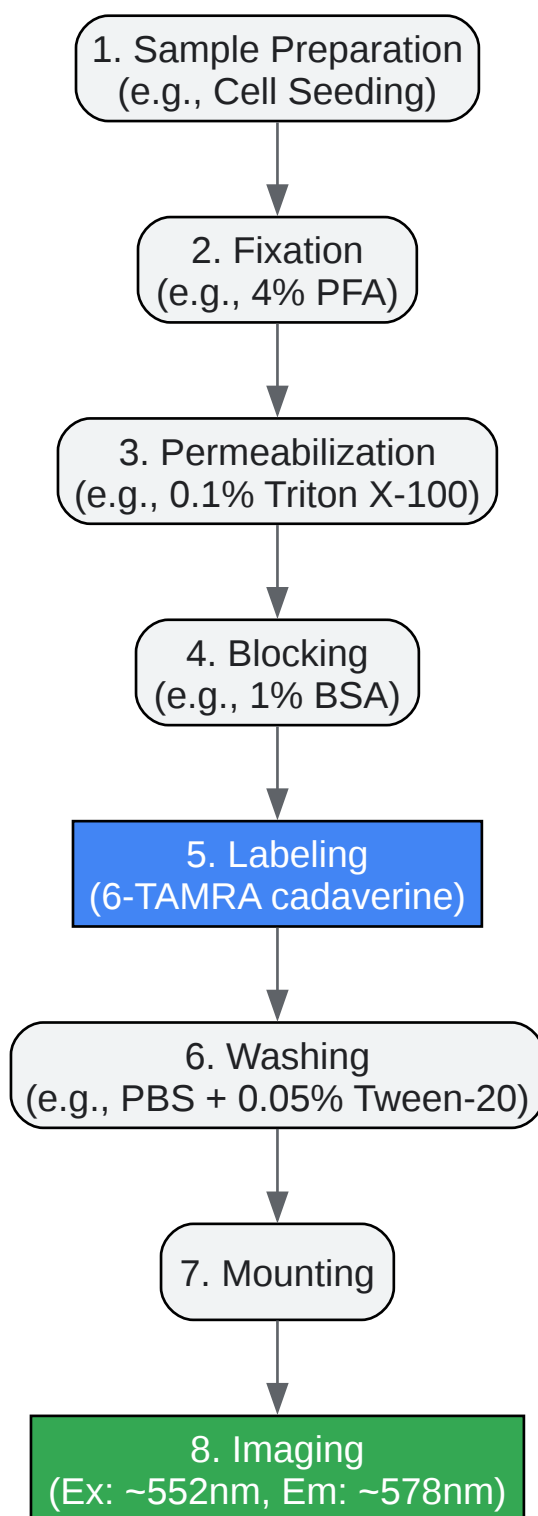 1. Sample Preparation
(e.g., Cell Seeding)
2. Fixation
(e.g., 4% PFA)
3. Permeabilization
(e.g., 0.1% Triton X-100)
4. Blocking
(e.g., 1% BSA)
5. Labeling
(6-TAMRA cadaverine)
6. Washing
(e.g., PBS + 0.05% Tween-20)
7. Mounting
8. Imaging
(Ex: ~552nm, Em: ~578nm)